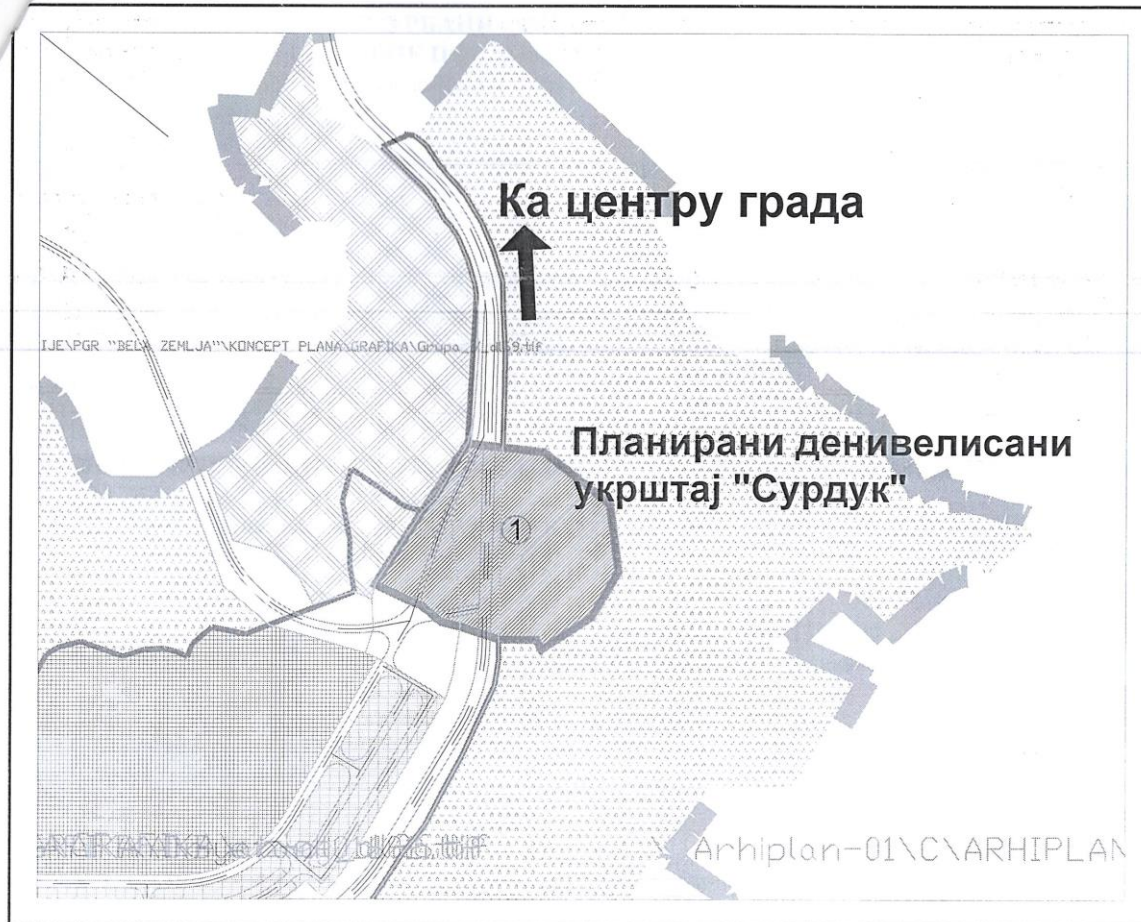 Ка центру града
IJE\PGR "BELA ZEMLJA"\KONCEPT PLANA\GRAFIKA\Grupa
Планирани денивелисани
укрштај "Сурдук"
1
\Arhiplan-01\C\ARHIPLAN